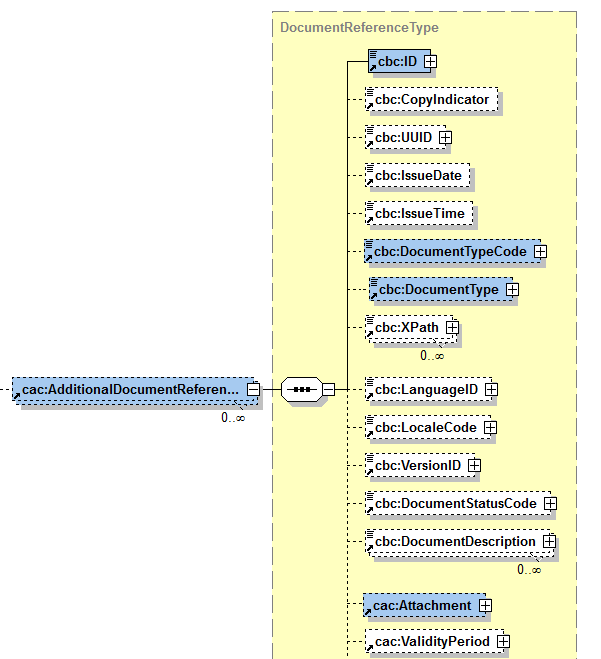 DocumentReferenceType
cbc:ID
cbc:CopyIndicator
cbc:UUID
cbc:IssueDate
cbc:IssueTime
cbc:DocumentTypeCode
cbc:DocumentType
cbc:XPath
0..∞
cac:AdditionalDocumentReferen...
0..∞
cbc:LanguageID
cbc:LocaleCode
cbc:VersionID
cbc:DocumentStatusCode
cbc:DocumentDescription
0..∞
cac:Attachment
cac:ValidityPeriod